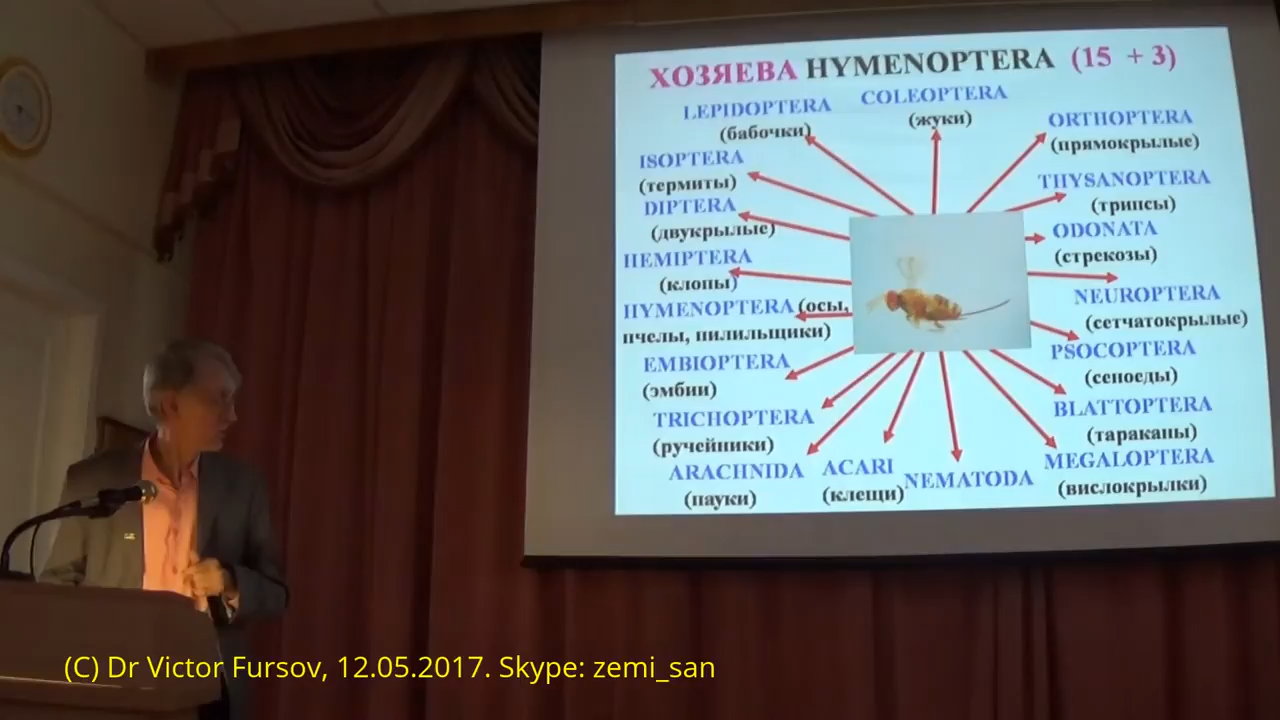 ХОЗЯЕВА HYMENOPTERA (15 + 3)
LEPIDOPTERA
(бабочки)
COLEOPTERA
(жуки)
ORTHOPTERA
(прямокрылые)
ISOPTERA
(термиты)
THYSANOPTERA
(трипсы)
DIPTERA
(двукрылые)
ODONATA
(стрекозы)
HEMIPTERA
(клопы)
NEUROPTERA
(сетчатокрылые)
HYMENOPTERA (осы,
пчелы, пилильщики)
PSOCOPTERA
(сеноеды)
EMBIOPTERA
(эмбии)
BLATTOPTERA
(тараканы)
TRICHOPTERA
(ручейники)
MEGALOPTERA
(вислокрылки)
ARACHNIDA
(пауки)
ACARI
(клещи)
NEMATODA
(C) Dr Victor Fursov, 12.05.2017. Skype: zemi_san